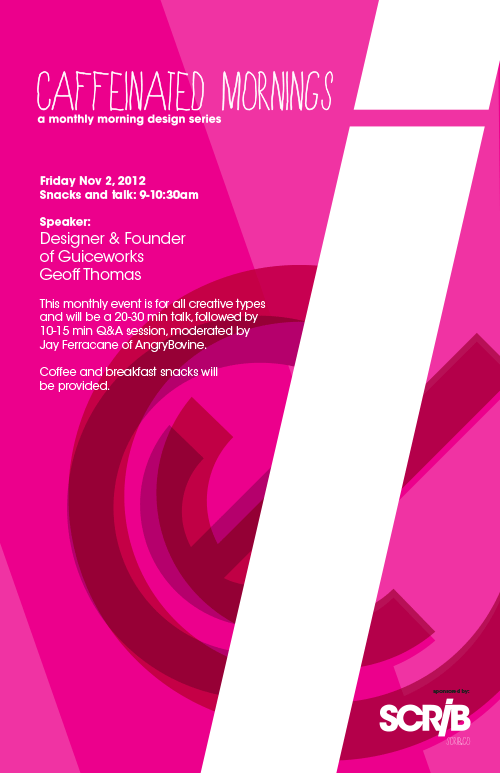 CAFFEINATED MORNINGS
a monthly morning design series
Friday Nov 2, 2012
Snacks and talk: 9-10:30am
Speaker:
Designer & Founder
of Guiceworks
Geoff Thomas
This monthly event is for all creative types
and will be a 20-30 min talk, followed by
10-15 min Q&A session, moderated by
Jay Ferracane of AngryBovine.
Coffee and breakfast snacks will
be provided.
SCRIB